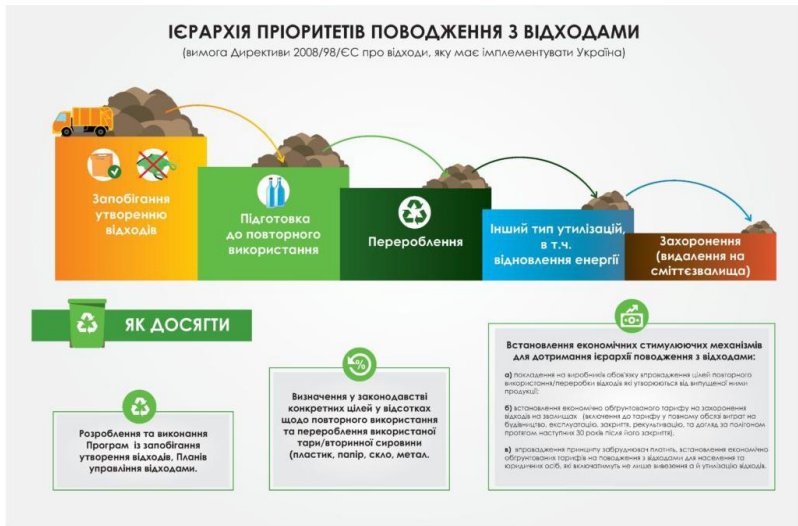 ІЄРАРХІЯ ПРІОРИТЕТІВ ПОВОДЖЕННЯ З ВІДХОДАМИ
(вимога Директиви 2008/98/ЄС про відходи, яку має імплементувати Україна)
Запобігання
утворенню
відходів
Підготовка
до повторного
використання
Перероблення
Інший тип утилізацій,
в т.ч.
відновлення енергії
Захоронення
(видалення на
сміттєзвалища)
ЯК ДОСЯГТИ
Розроблення та виконання
Програм із запобігання
утворення відходів, Планів
управління відходами.
%
Визначення у законодавстві
конкретних цілей у відсотках
щодо повторного використання
та перероблення використаної
тари/вторинної сировини
(пластик, папір, скло, метал.
Встановлення економічних стимулюючих механізмів
для дотримання ієрархії поводження з відходами:
а) покладення на виробників обов'язку впровадження цілей повторного
використання/переробки відходів які утворюються від випущеної ними
продукції;
б) встановлення економічно обґрунтованого тарифу на захоронення
відходів на звалищах (включення до тарифу у повному обсязі витрат на
будівництво, експлуатацію, закриття, рекультивацію, та догляд за полігоном
протягом наступних 30 років після його закриття).
в) впровадження принципу забруднювач платить, встановлення економічно
обґрунтованих тарифів на поводження з відходами для населення та
юридичних осіб, які включатимуть не лише вивезення а й утилізацію відходів.